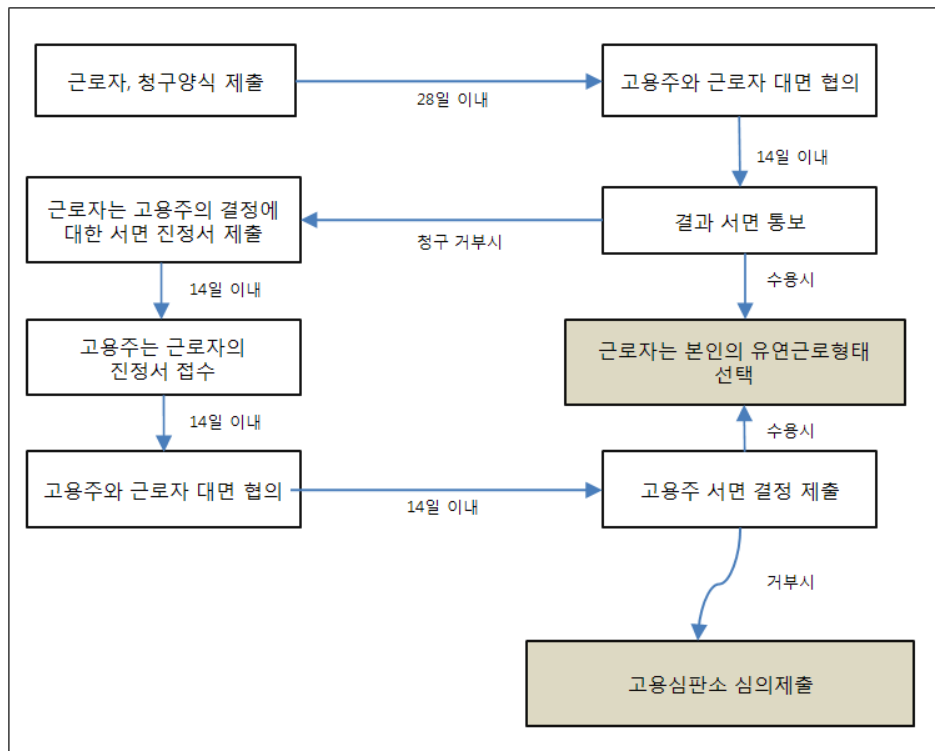 근로자, 청구양식 제출
28일 이내
고용주와 근로자 대면 협의
14일 이내
결과 서면 통보
청구 거부시
근로자는 고용주의 결정에
대한 서면 진정서 제출
14일 이내
수용시
고용주는 근로자의
진정서 접수
근로자는 본인의 유연근로형태
선택
14일 이내
수용시
고용주와 근로자 대면 협의
14일 이내
고용주 서면 결정 제출
거부시
고용심판소 심의제출